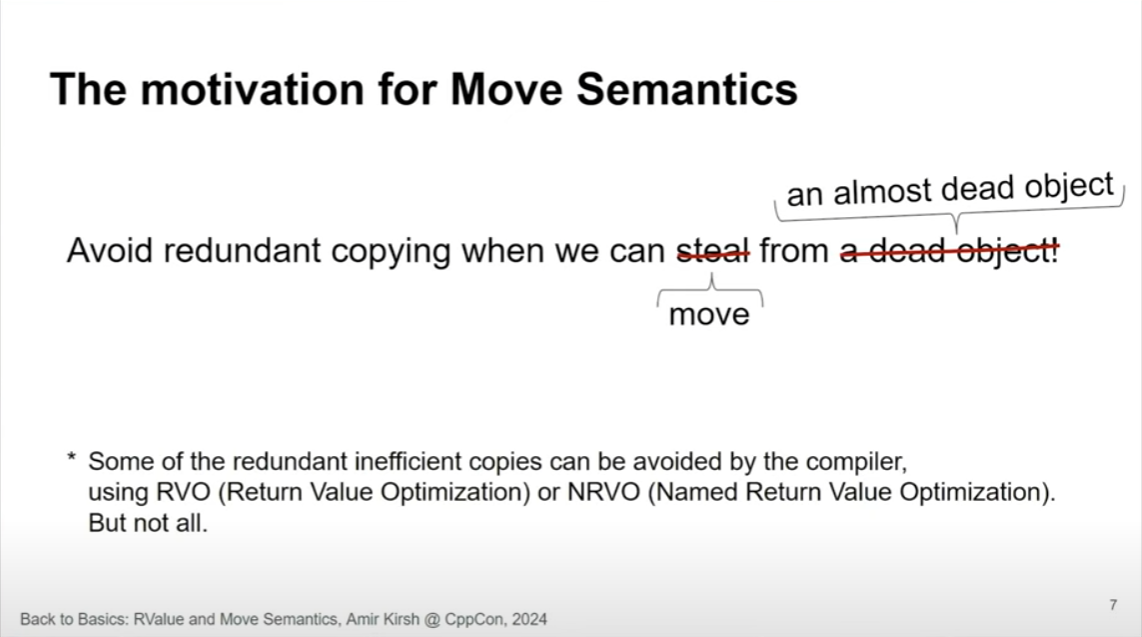 The motivation for Move Semantics
an almost dead object
Avoid redundant copying when we can steal from a dead object!
move
* Some of the redundant inefficient copies can be avoided by the compiler,
using RVO (Return Value Optimization) or NRVO (Named Return Value Optimization).
But not all.
7
Back to Basics: RValue and Move Semantics, Amir Kirsh @ CppCon, 2024